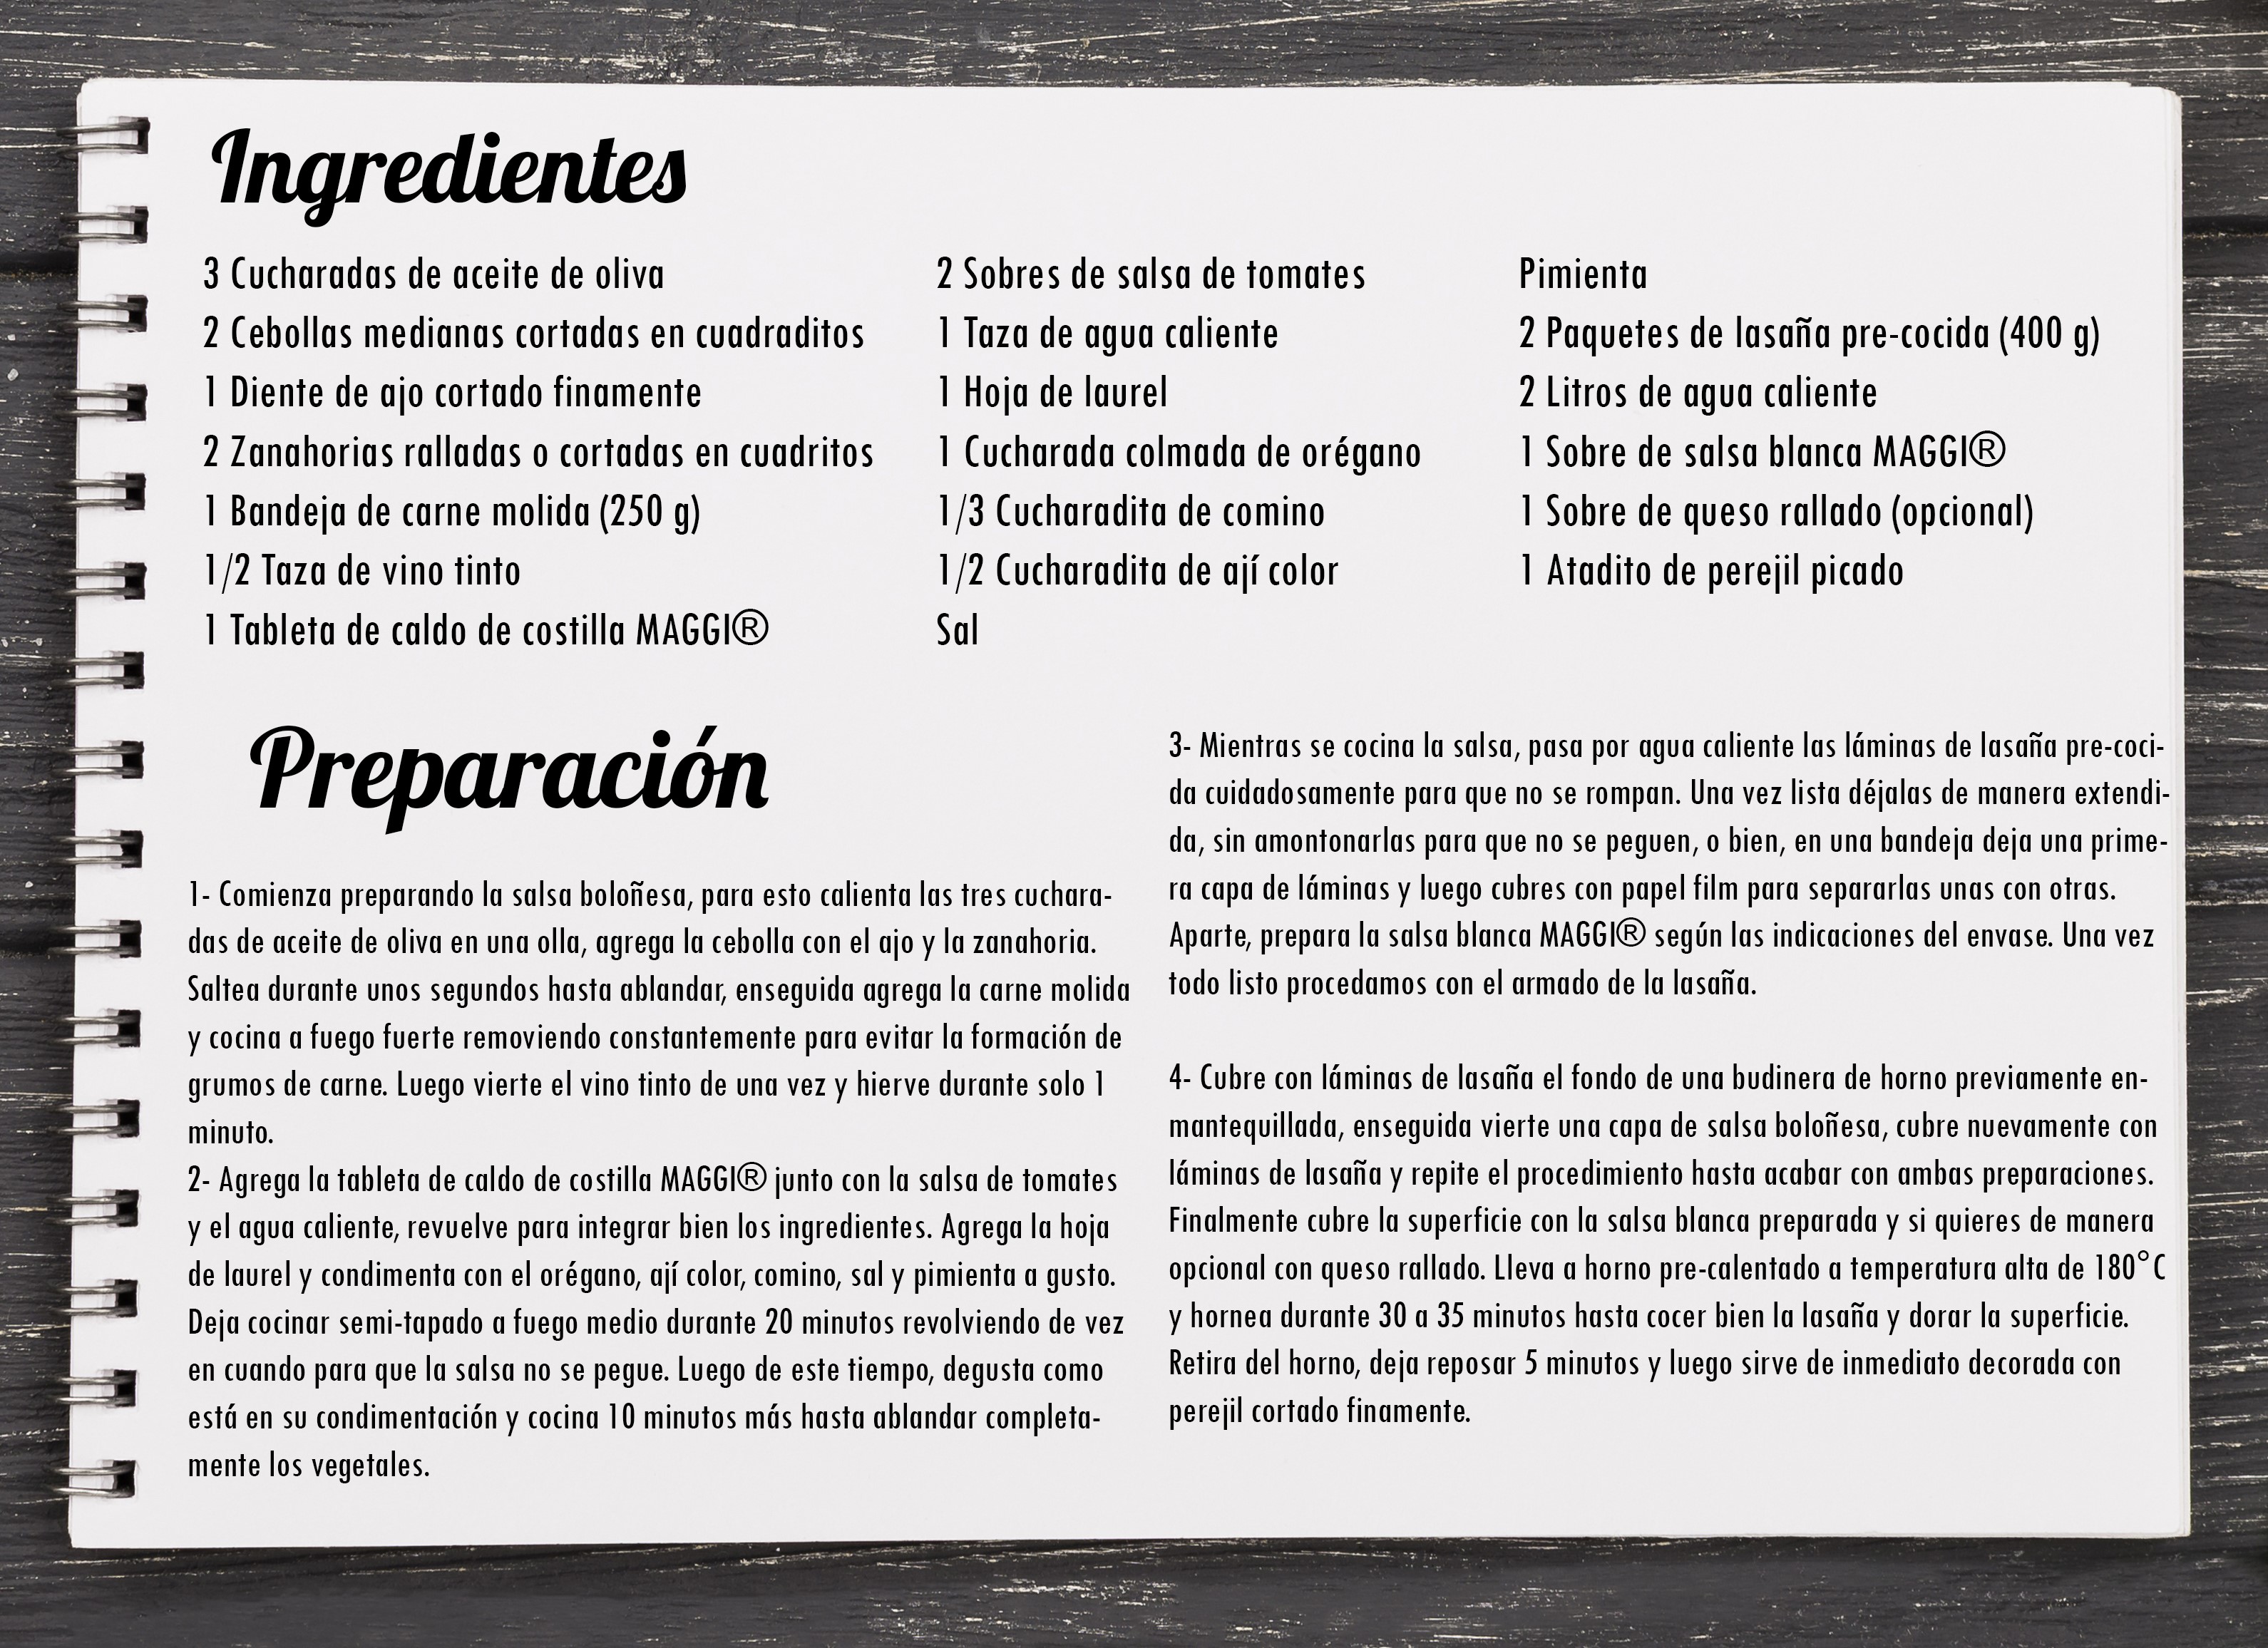 Ingredientes
3 Cucharadas de aceite de oliva
2 Cebollas medianas cortadas en cuadraditos
1 Diente de ajo cortado finamente
2 Zanahorias ralladas o cortadas en cuadritos
1 Bandeja de carne molida (250 g)
1/2 Taza de vino tinto
1 Tableta de caldo de costilla MAGGI®
2 Sobres de salsa de tomates
1 Taza de agua caliente
1 Hoja de laurel
1 Cucharada colmada de orégano
1/3 Cucharadita de comino
1/2 Cucharadita de ají color
Sal
Pimienta
2 Paquetes de lasaña pre-cocida (400 g)
2 Litros de agua caliente
1 Sobre de salsa blanca MAGGI®
1 Sobre de queso rallado (opcional)
1 Atadito de perejil picado
Preparación
1- Comienza preparando la salsa boloñesa, para esto calienta las tres cuchara-
das de aceite de oliva en una olla, agrega la cebolla con el ajo y la zanahoria.
Saltea durante unos segundos hasta ablandar, enseguida agrega la carne molida
y cocina a fuego fuerte removiendo constantemente para evitar la formación de
grumos de carne. Luego vierte el vino tinto de una vez y hierve durante solo 1
minuto.
2- Agrega la tableta de caldo de costilla MAGGI® junto con la salsa de tomates
y el agua caliente, revuelve para integrar bien los ingredientes. Agrega la hoja
de laurel y condimenta con el orégano, ají color, comino, sal y pimienta a gusto.
Deja cocinar semi-tapado a fuego medio durante 20 minutos revolviendo de vez
en cuando para que la salsa no se pegue. Luego de este tiempo, degusta como
está en su condimentación y cocina 10 minutos más hasta ablandar completa-
mente los vegetales.
3- Mientras se cocina la salsa, pasa por agua caliente las láminas de lasaña pre-coci-
da cuidadosamente para que no se rompan. Una vez lista déjalas de manera extendi-
da, sin amontonarlas para que no se peguen, o bien, en una bandeja deja una prime-
ra capa de láminas y luego cubres con papel film para separarlas unas con otras.
Aparte, prepara la salsa blanca MAGGI® según las indicaciones del envase. Una vez
todo listo procedamos con el armado de la lasaña.
4- Cubre con láminas de lasaña el fondo de una budinera de horno previamente en-
mantequillada, enseguida vierte una capa de salsa boloñesa, cubre nuevamente con
láminas de lasaña y repite el procedimiento hasta acabar con ambas preparaciones.
Finalmente cubre la superficie con la salsa blanca preparada y si quieres de manera
opcional con queso rallado. Lleva a horno pre-calentado a temperatura alta de 180°C
y hornea durante 30 a 35 minutos hasta cocer bien la lasaña y dorar la superficie.
Retira del horno, deja reposar 5 minutos y luego sirve de inmediato decorada con
perejil cortado finamente.